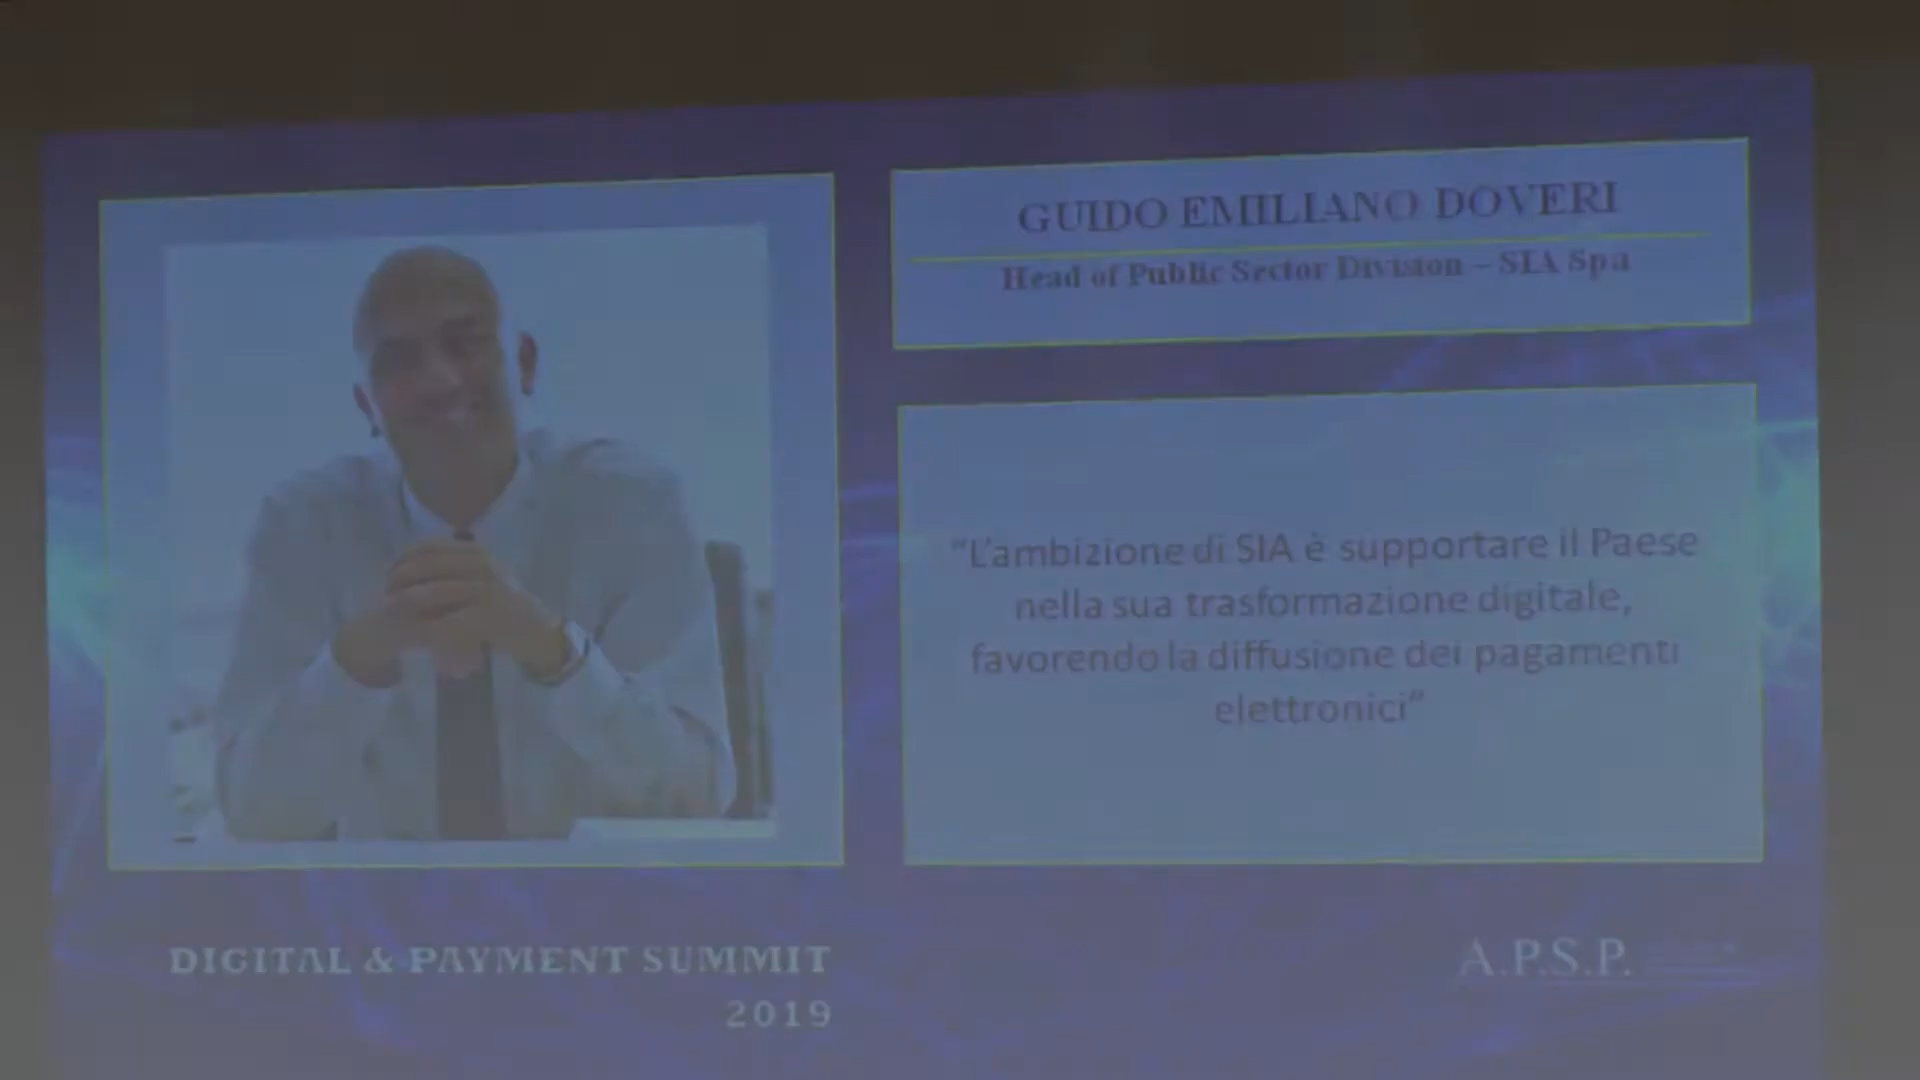 GUIDO EMILIANO DOVERI
Head of Public Sector Division – SIA Spa
“L’ambizione di SIA è supportare il Paese
nella sua trasformazione digitale,
favorendo la diffusione dei pagamenti
elettronici”
DIGITAL & PAYMENT SUMMIT
2019
A.P.S.P.